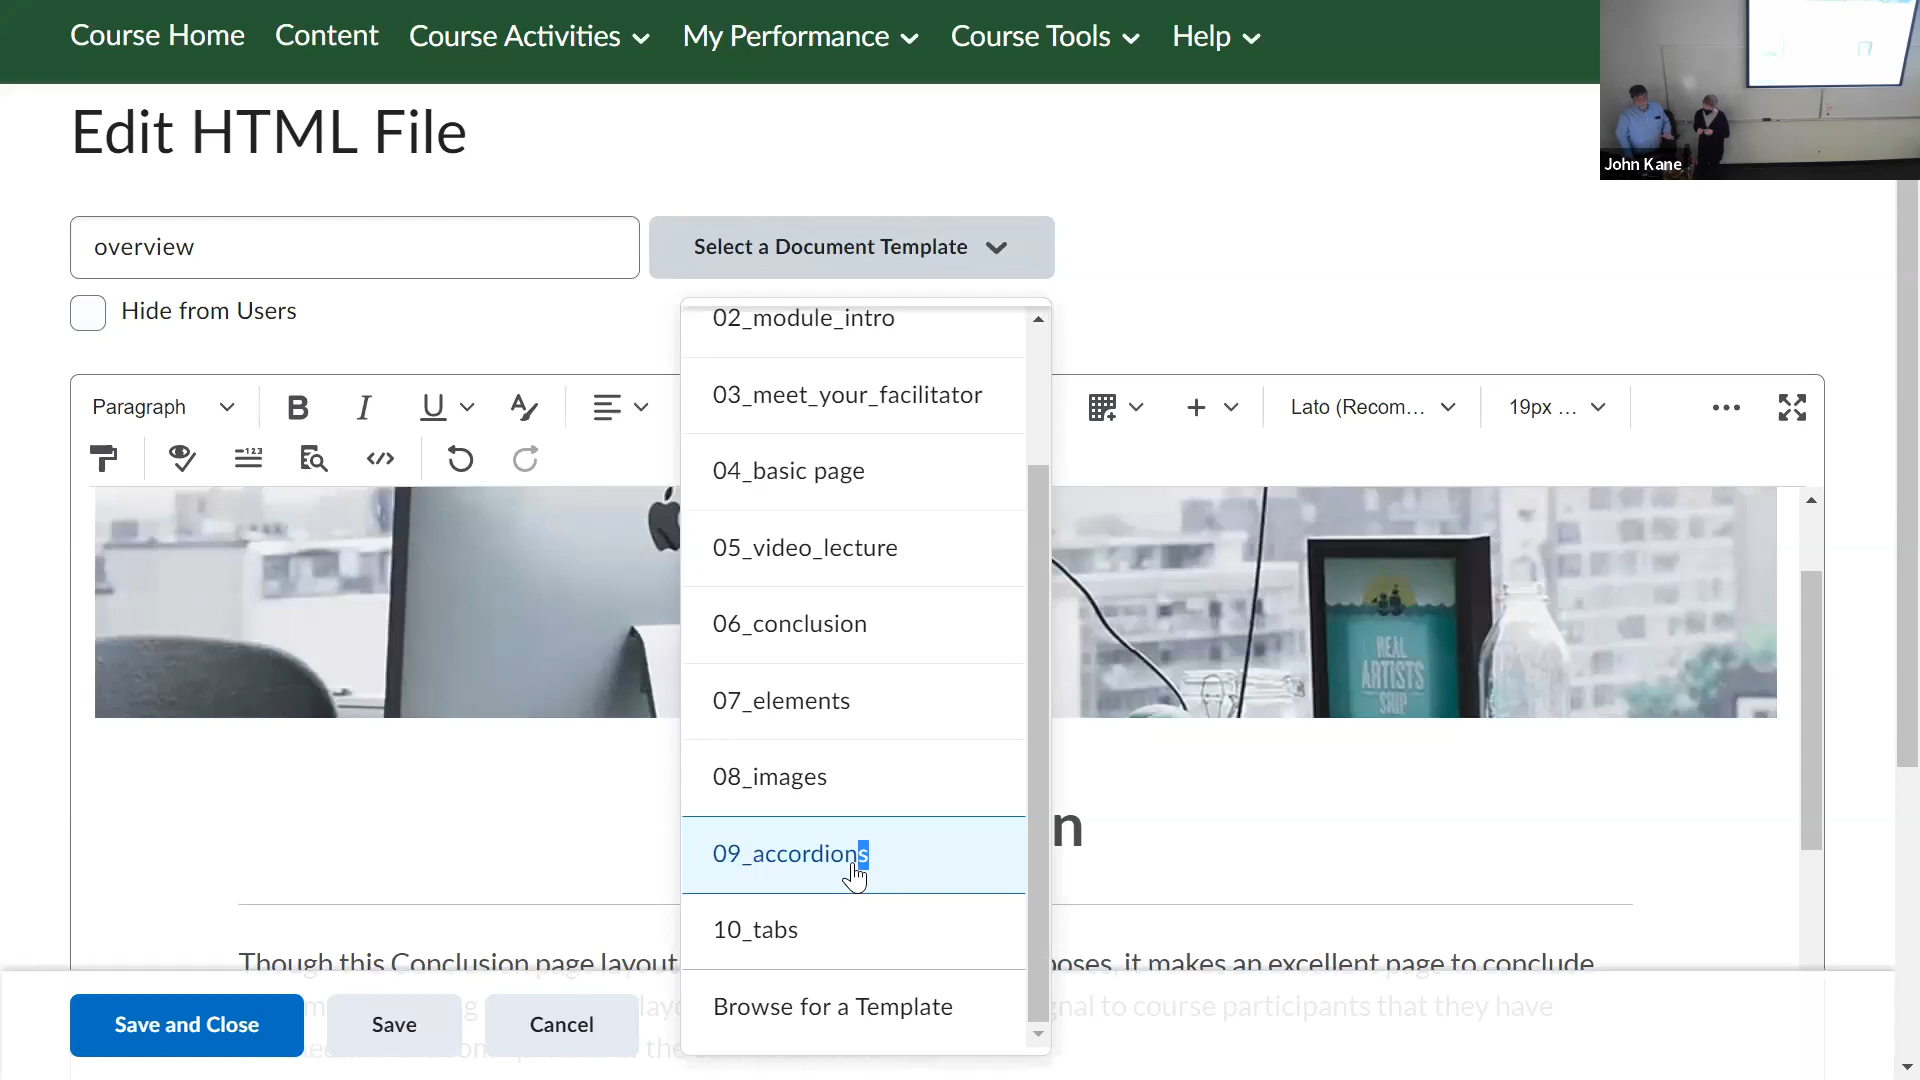 Course Home Content Course Activities My Performance Course Tools Help
John Kane
Edit HTML File
overview
Select a Document Template
Hide from Users
02_module_intro
03_meet_your_facilitator
04_basic page
05_video_lecture
06_conclusion
07_elements
08_images
09_accordions
10_tabs
Browse for a Template
Paragraph B I U Lato (Recom... 19px ...
REAL
ARTISTS
SHIP
n
Though this Conclusion page layout oses, it makes an excellent page to conclude
gnal to course participants that they have
Save and Close Save Cancel